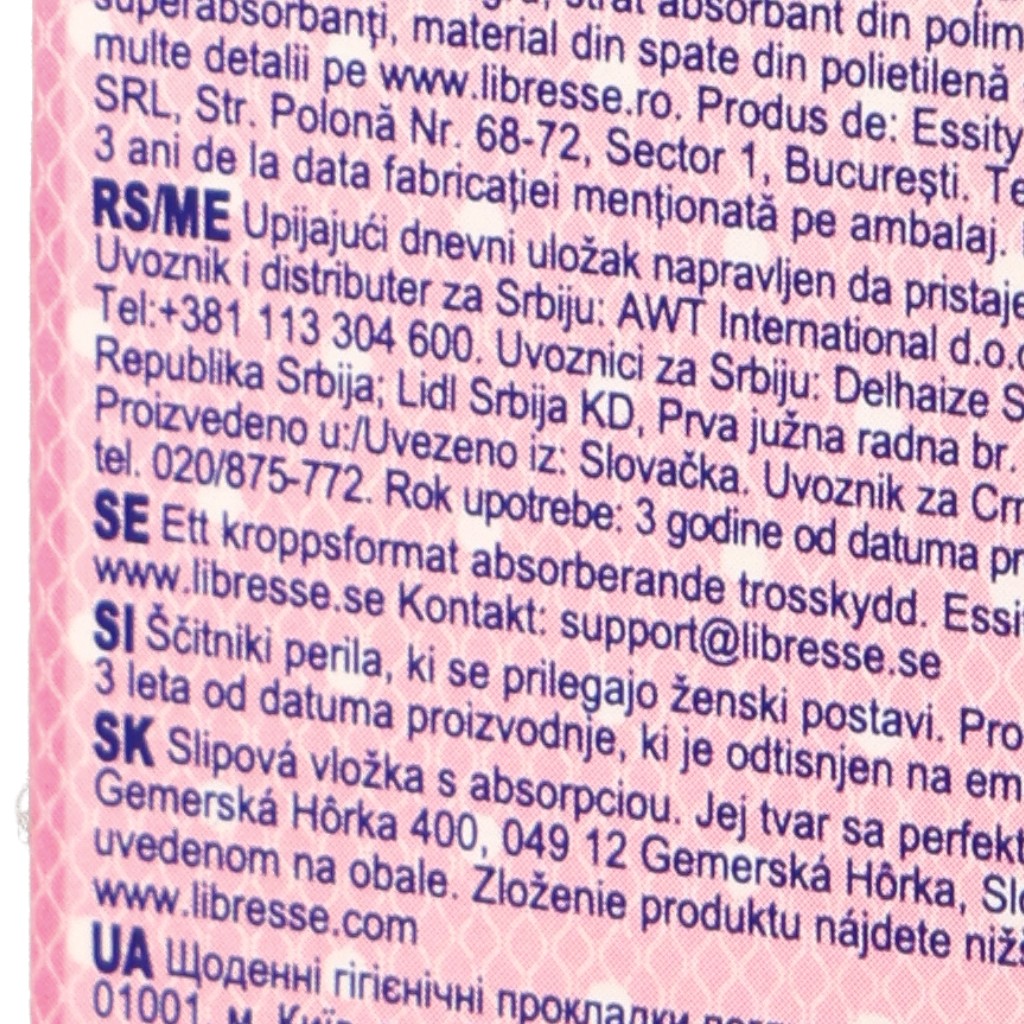 superabsorbanți, material din spate din polietilenă
absorbant din
multe detalii pe www.libresse.ro. Produs de: Essity
SRL, Str. Polonă Nr. 68-72, Sector 1, București.
3 ani de la data fabricației menționată pe ambalaj.
RS/ME Upijajući dnevni uložak napravljen da pristaje
Uvoznik i distributer za Srbiju: AWT International
Tel:+381 113 304 600. Uvoznici za Srbiju: Delhaize
Republika Srbija; Lidl Srbija KD, Prva južna radna br.
Proizvedeno u:/Uvezeno iz: Slovačka. Uvoznik za
tel. 020/875-772. Rok upotrebe: 3 godine od datuma
SE Ett kroppsformat absorberande trosskydd.
www.libresse.se Kontakt: support@libresse.se
SI Ščitniki perila, ki se prilegajo ženski postavi.
3 leta od datuma proizvodnje, ki je odtisnjen na
SK Slipová vložka s absorpciou. Jej tvar sa
Gemerská Hôrka 400, 049 12 Gemerská Hôrka,
uvedenom na obale. Zloženie produktu nájdete
www.libresse.com
UA Щоденні гігієнічні прокладки
01001, м.